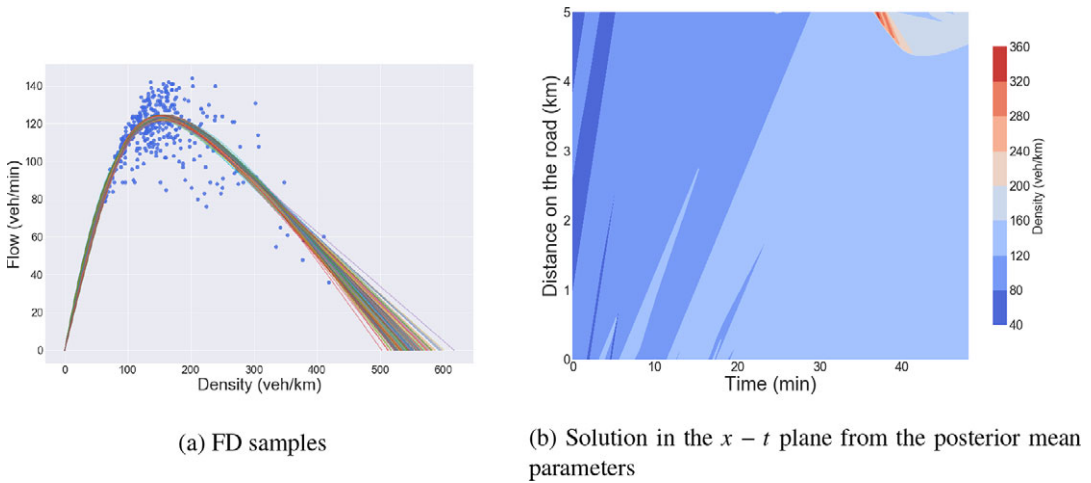 140
120
100
80
60
40
20
0
Flow (veh/min)
0 100 200 300 400 500 600
Density (veh/km)
(a) FD samples
5
4
3
2
1
0
Distance on the road (km)
0 10 20 30 40
Time (min)
360
320
280
240
200
160
120
80
40
Density (veh/km)
(b) Solution in the x – t plane from the posterior mean
parameters